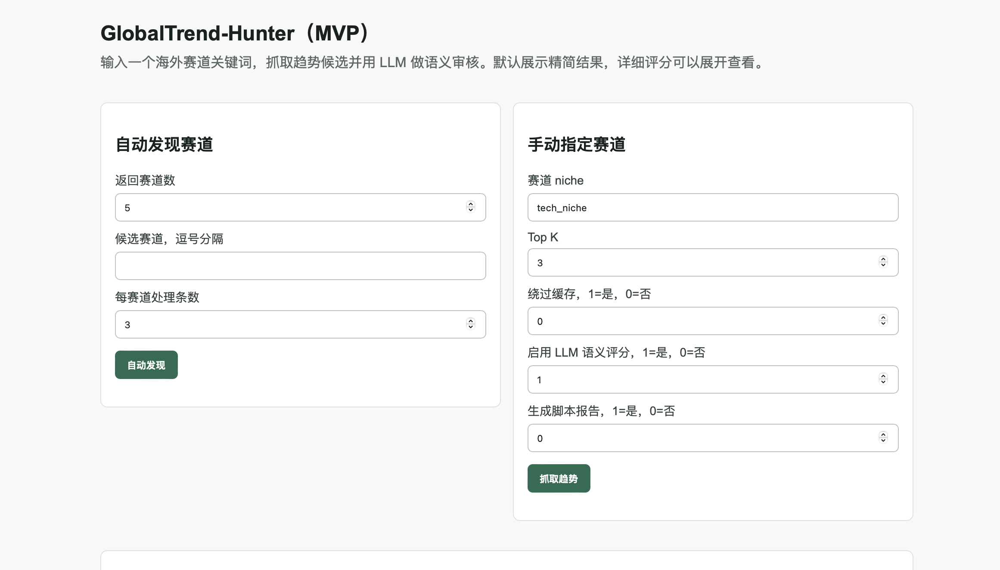 GlobalTrend-Hunter（MVP）
输入一个海外赛道关键词，抓取趋势候选并用 LLM 做语义审核。默认展示精简结果，详细评分可以展开查看。
自动发现赛道
返回赛道数
5
候选赛道，逗号分隔
每赛道处理条数
3
自动发现
手动指定赛道
赛道 niche
tech_niche
Top K
3
绕过缓存，1=是，0=否
0
启用 LLM 语义评分，1=是，0=否
1
生成脚本报告，1=是，0=否
0
抓取趋势